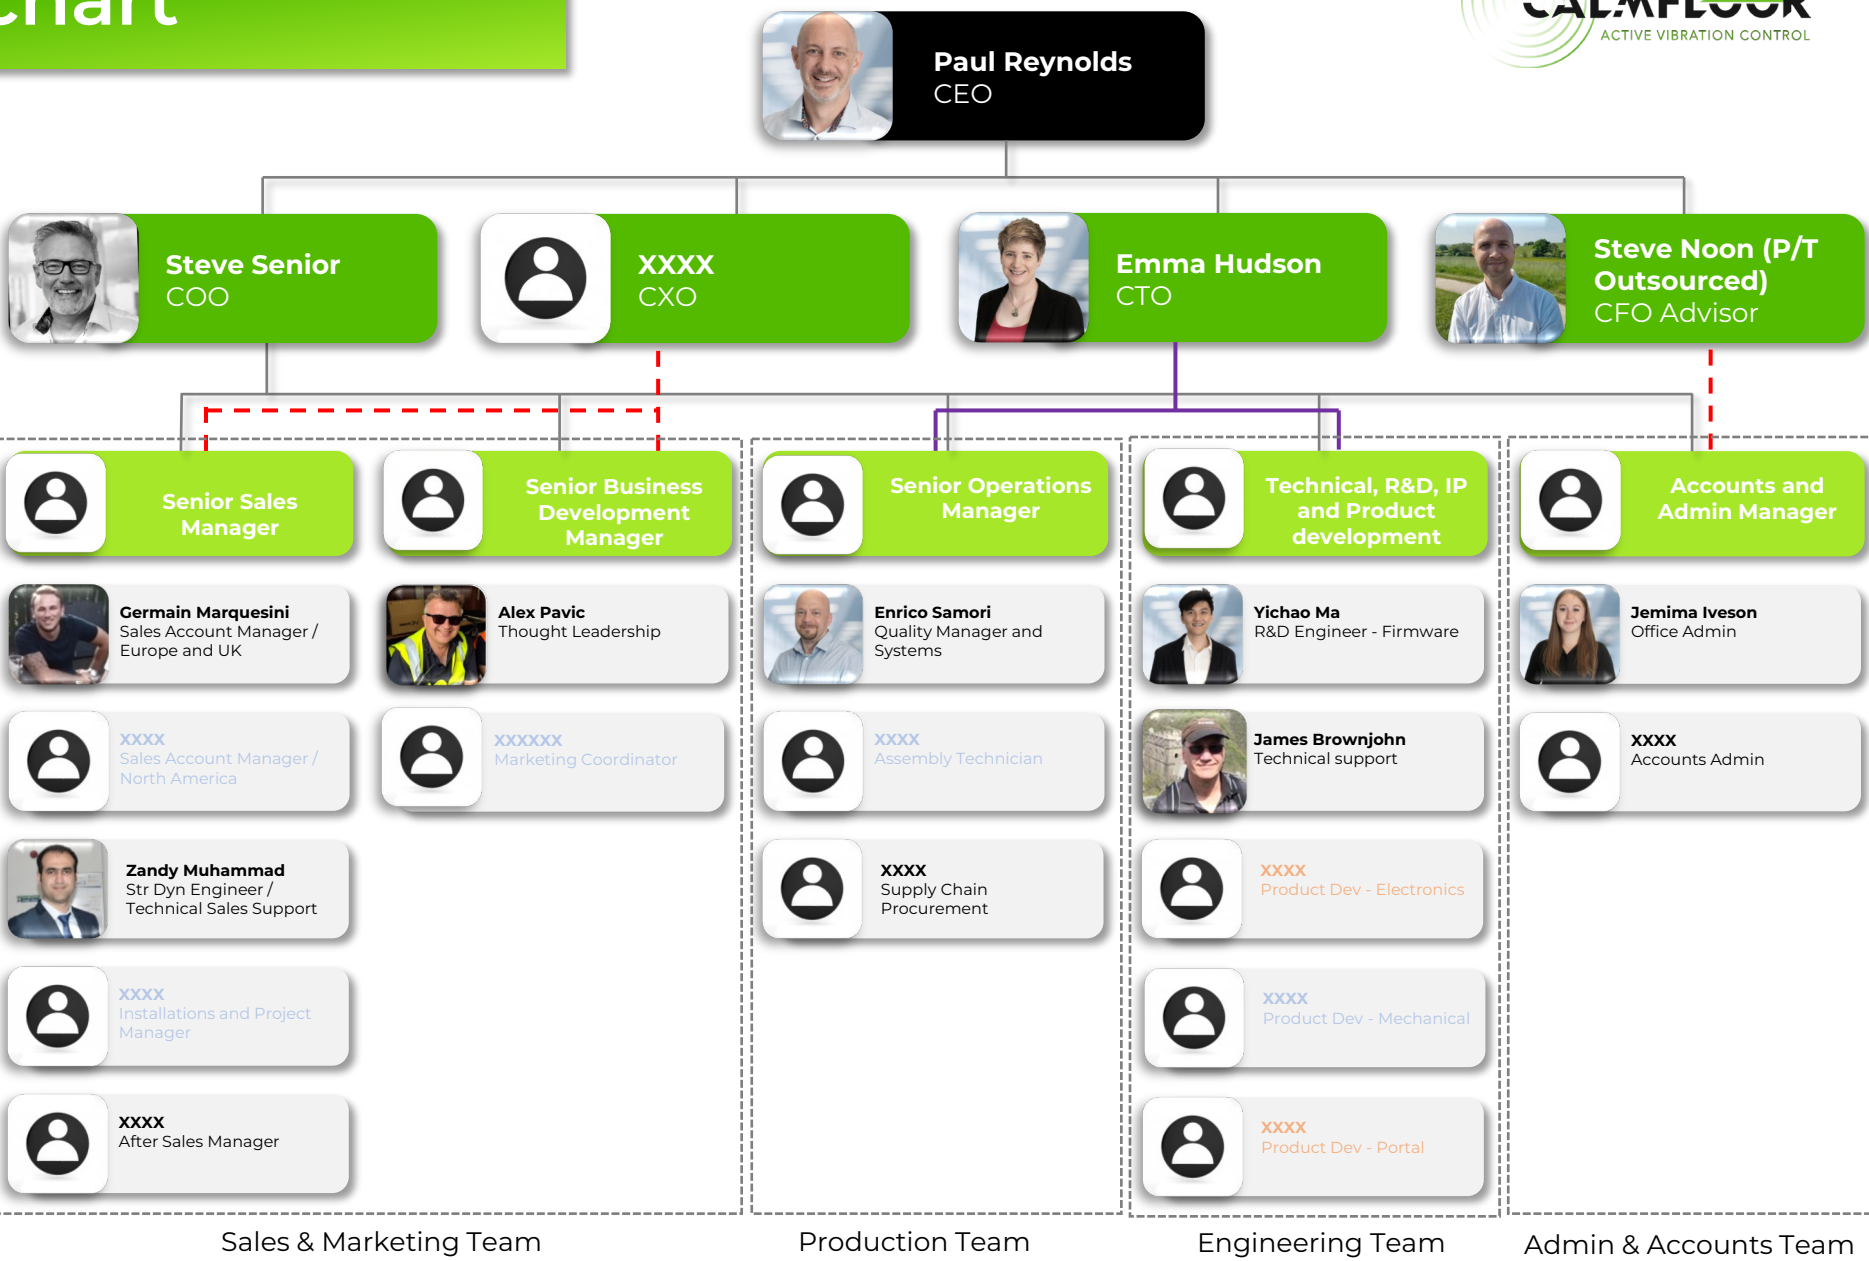 chart
CALMFLOOR
ACTIVE VIBRATION CONTROL
Paul Reynolds
CEO
Steve Senior
COO
XXXX
CXO
Emma Hudson
CTO
Steve Noon (P/T
Outsourced)
CFO Advisor
Senior Sales
Manager
Senior Business
Development
Manager
Senior Operations
Manager
Technical, R&D, IP
and Product
development
Accounts and
Admin Manager
Germain Marquesini
Sales Account Manager /
Europe and UK
XXXX
Sales Account Manager /
North America
Zandy Muhammad
Str Dyn Engineer /
Technical Sales Support
XXXX
Installations and Project
Manager
XXXX
After Sales Manager
Alex Pavic
Thought Leadership
XXXXXX
Marketing Coordinator
Enrico Samori
Quality Manager and
Systems
XXXX
Assembly Technician
XXXX
Supply Chain
Procurement
Yichao Ma
R&D Engineer - Firmware
James Brownjohn
Technical support
XXXX
Product Dev - Electronics
XXXX
Product Dev - Mechanical
XXXX
Product Dev - Portal
Jemima Iveson
Office Admin
XXXX
Accounts Admin
Sales & Marketing Team
Production Team
Engineering Team
Admin & Accounts Team